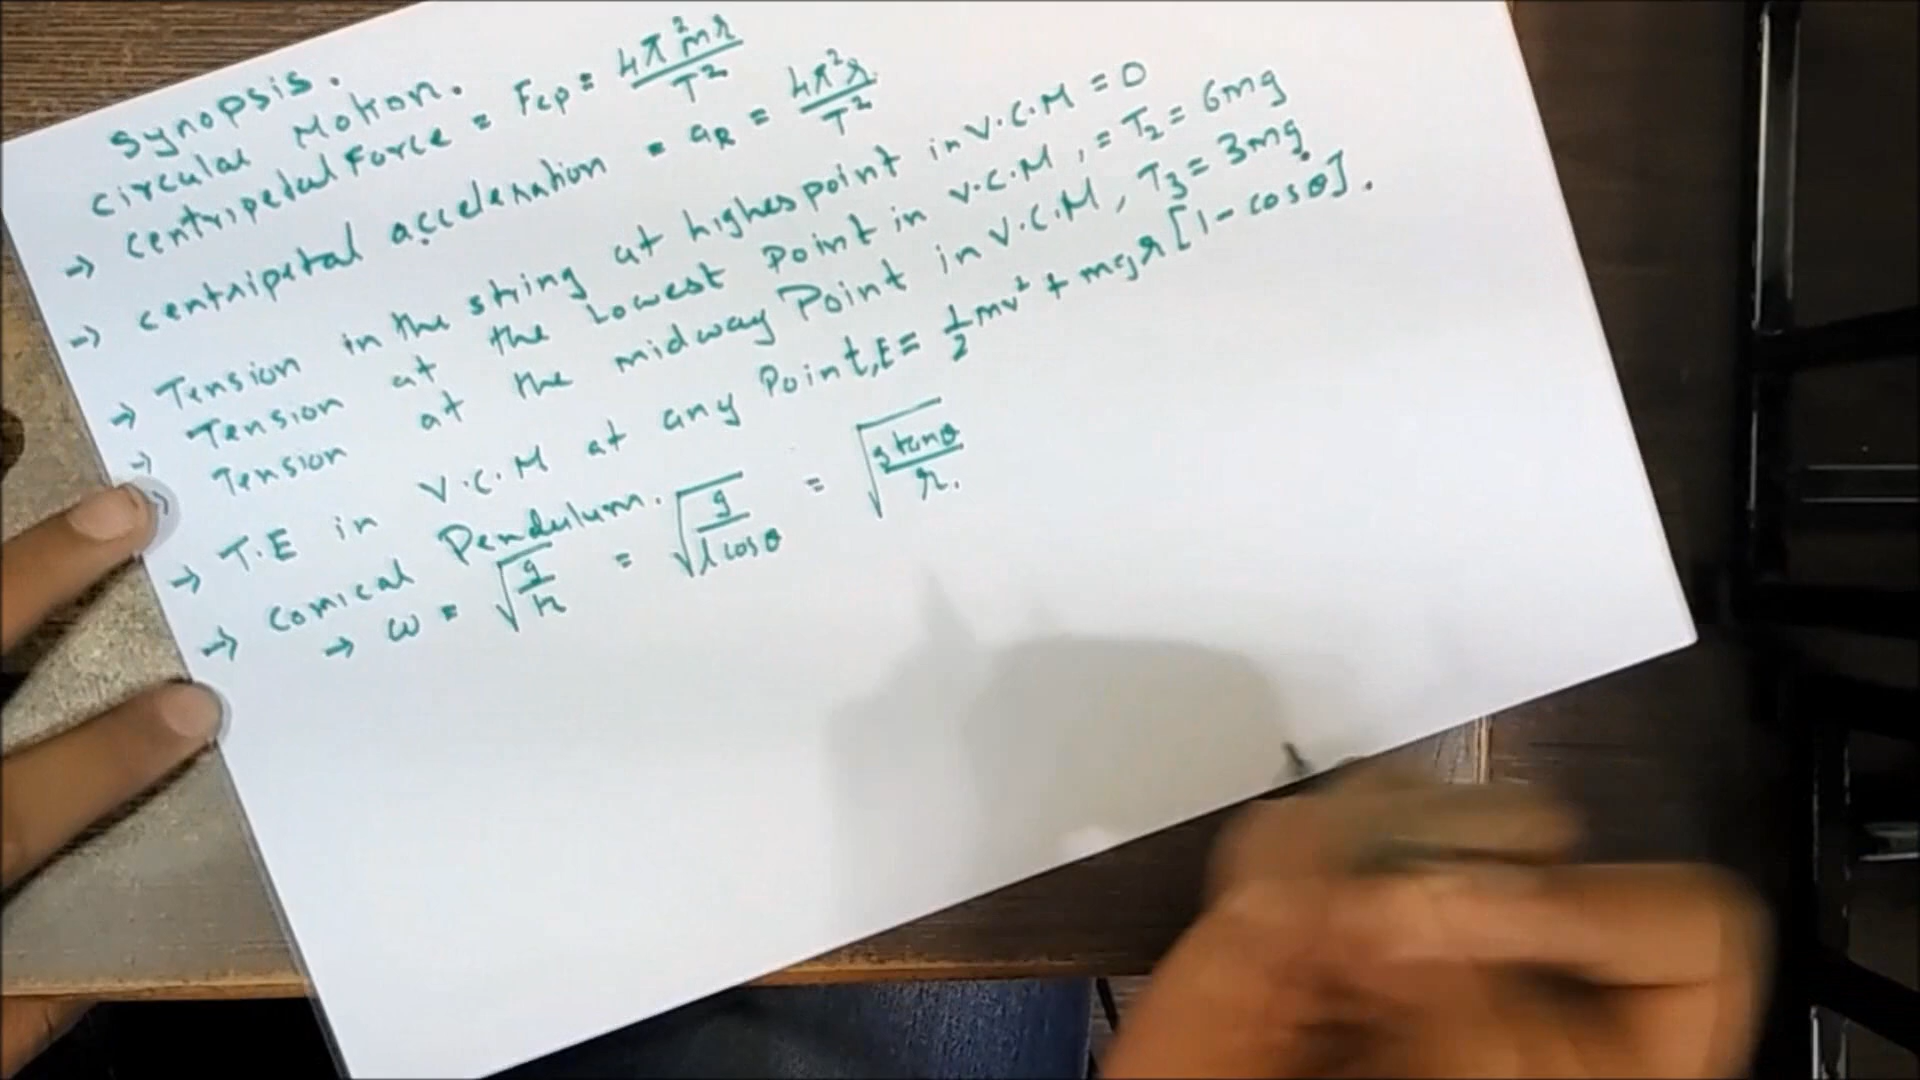 Synopsis.
Circular Motion.
→ Centripetal Force = Fcp = 4π²mr/T²
→ Centripetal acceleration = aR = 4π²r/T²
→ Tension in the string at highespoint in V.C.M = 0
→ Tension at the Lowest Point in V.C.M, = T₂ = 6mg
→ Tension at the midway Point in V.C.M, T₃ = 3mg
→ T.E in V.C.M at any Point, E = 1/2 mv² + mgr[1 - cosθ].
→ Conical Pendulum.
→ ω = √(g/h) = √(g/l cosθ) = √(g tanθ/r).